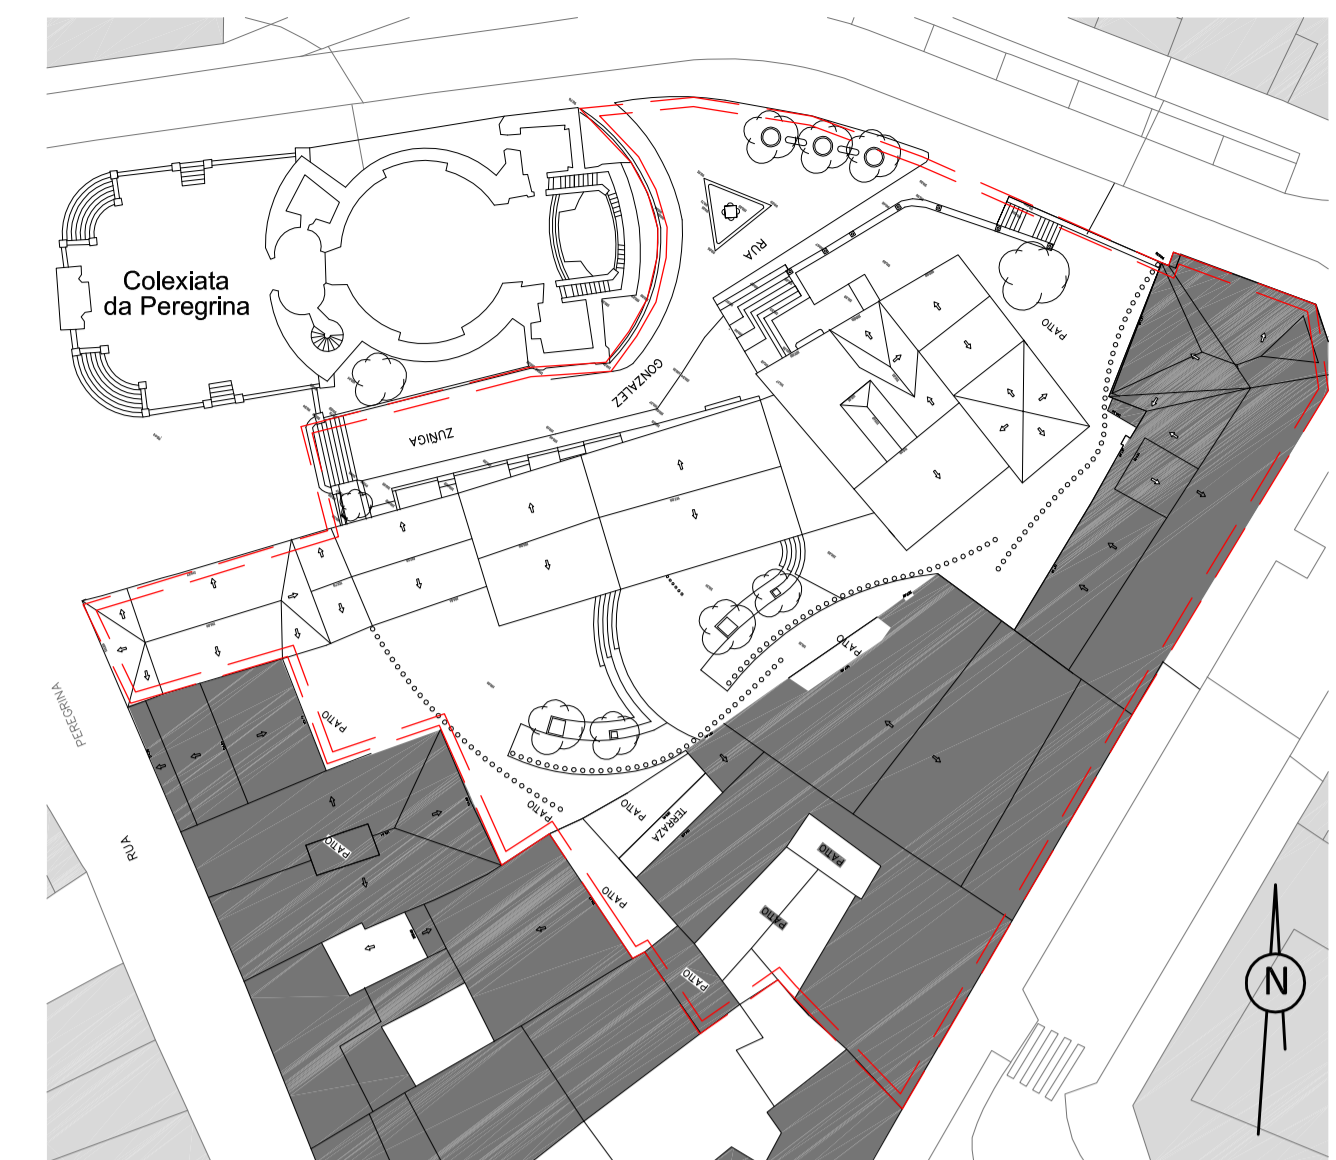 Colexiata
da Peregrina
RUA
GONZALEZ
ZUÑIGA
PATIO
PATIO
PATIO
PATIO
PATIO
TERRAZA
PATIO
PATIO
PATIO
PATIO
PATIO
PEREGRINA
RUA
N